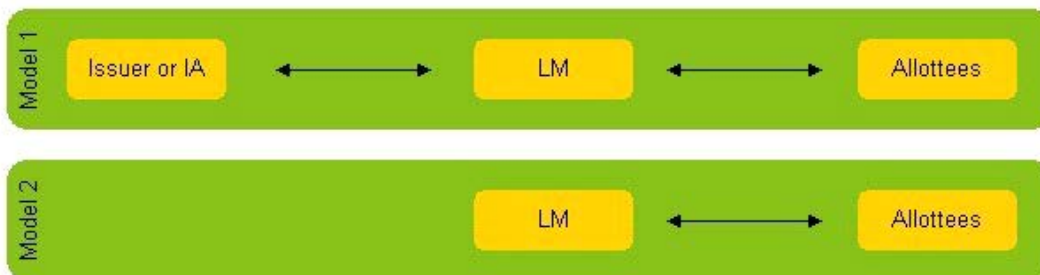 Model 1
Issuer or IA
LM
Allottees
Model 2
LM
Allottees